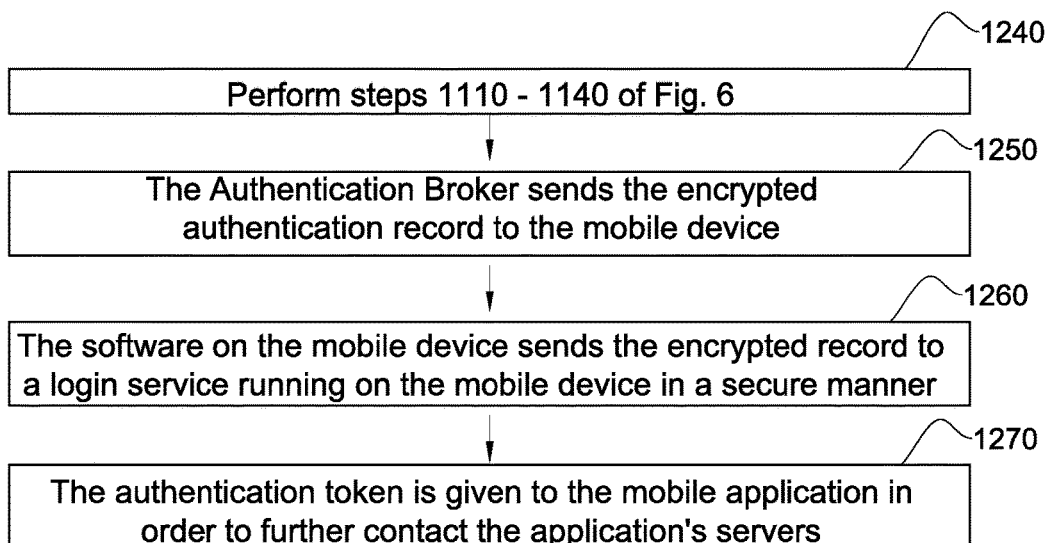 1240
Perform steps 1110 - 1140 of Fig. 6
1250
The Authentication Broker sends the encrypted
authentication record to the mobile device
1260
The software on the mobile device sends the encrypted record to
a login service running on the mobile device in a secure manner
1270
The authentication token is given to the mobile application in
order to further contact the application's servers